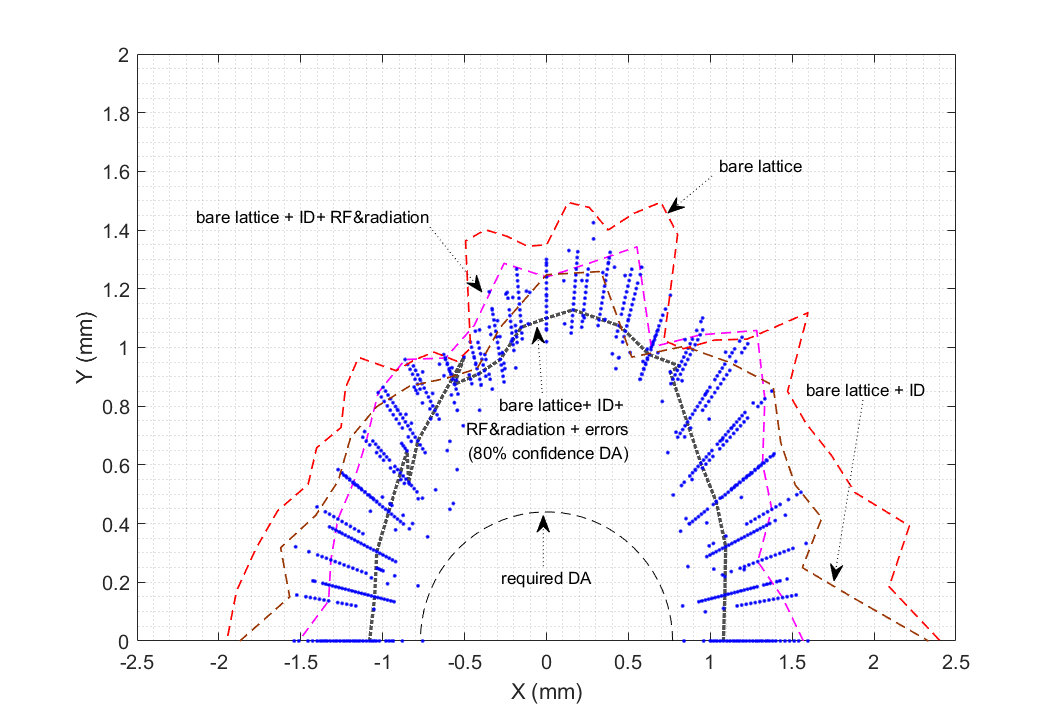 2
1.8
1.6
1.4
1.2
1
0.8
0.6
0.4
0.2
0
Y (mm)
bare lattice
bare lattice + ID+ RF&radiation
bare lattice + ID
bare lattice+ ID+
RF&radiation + errors
(80% confidence DA)
required DA
-2.5 -2 -1.5 -1 -0.5 0 0.5 1 1.5 2 2.5
X (mm)